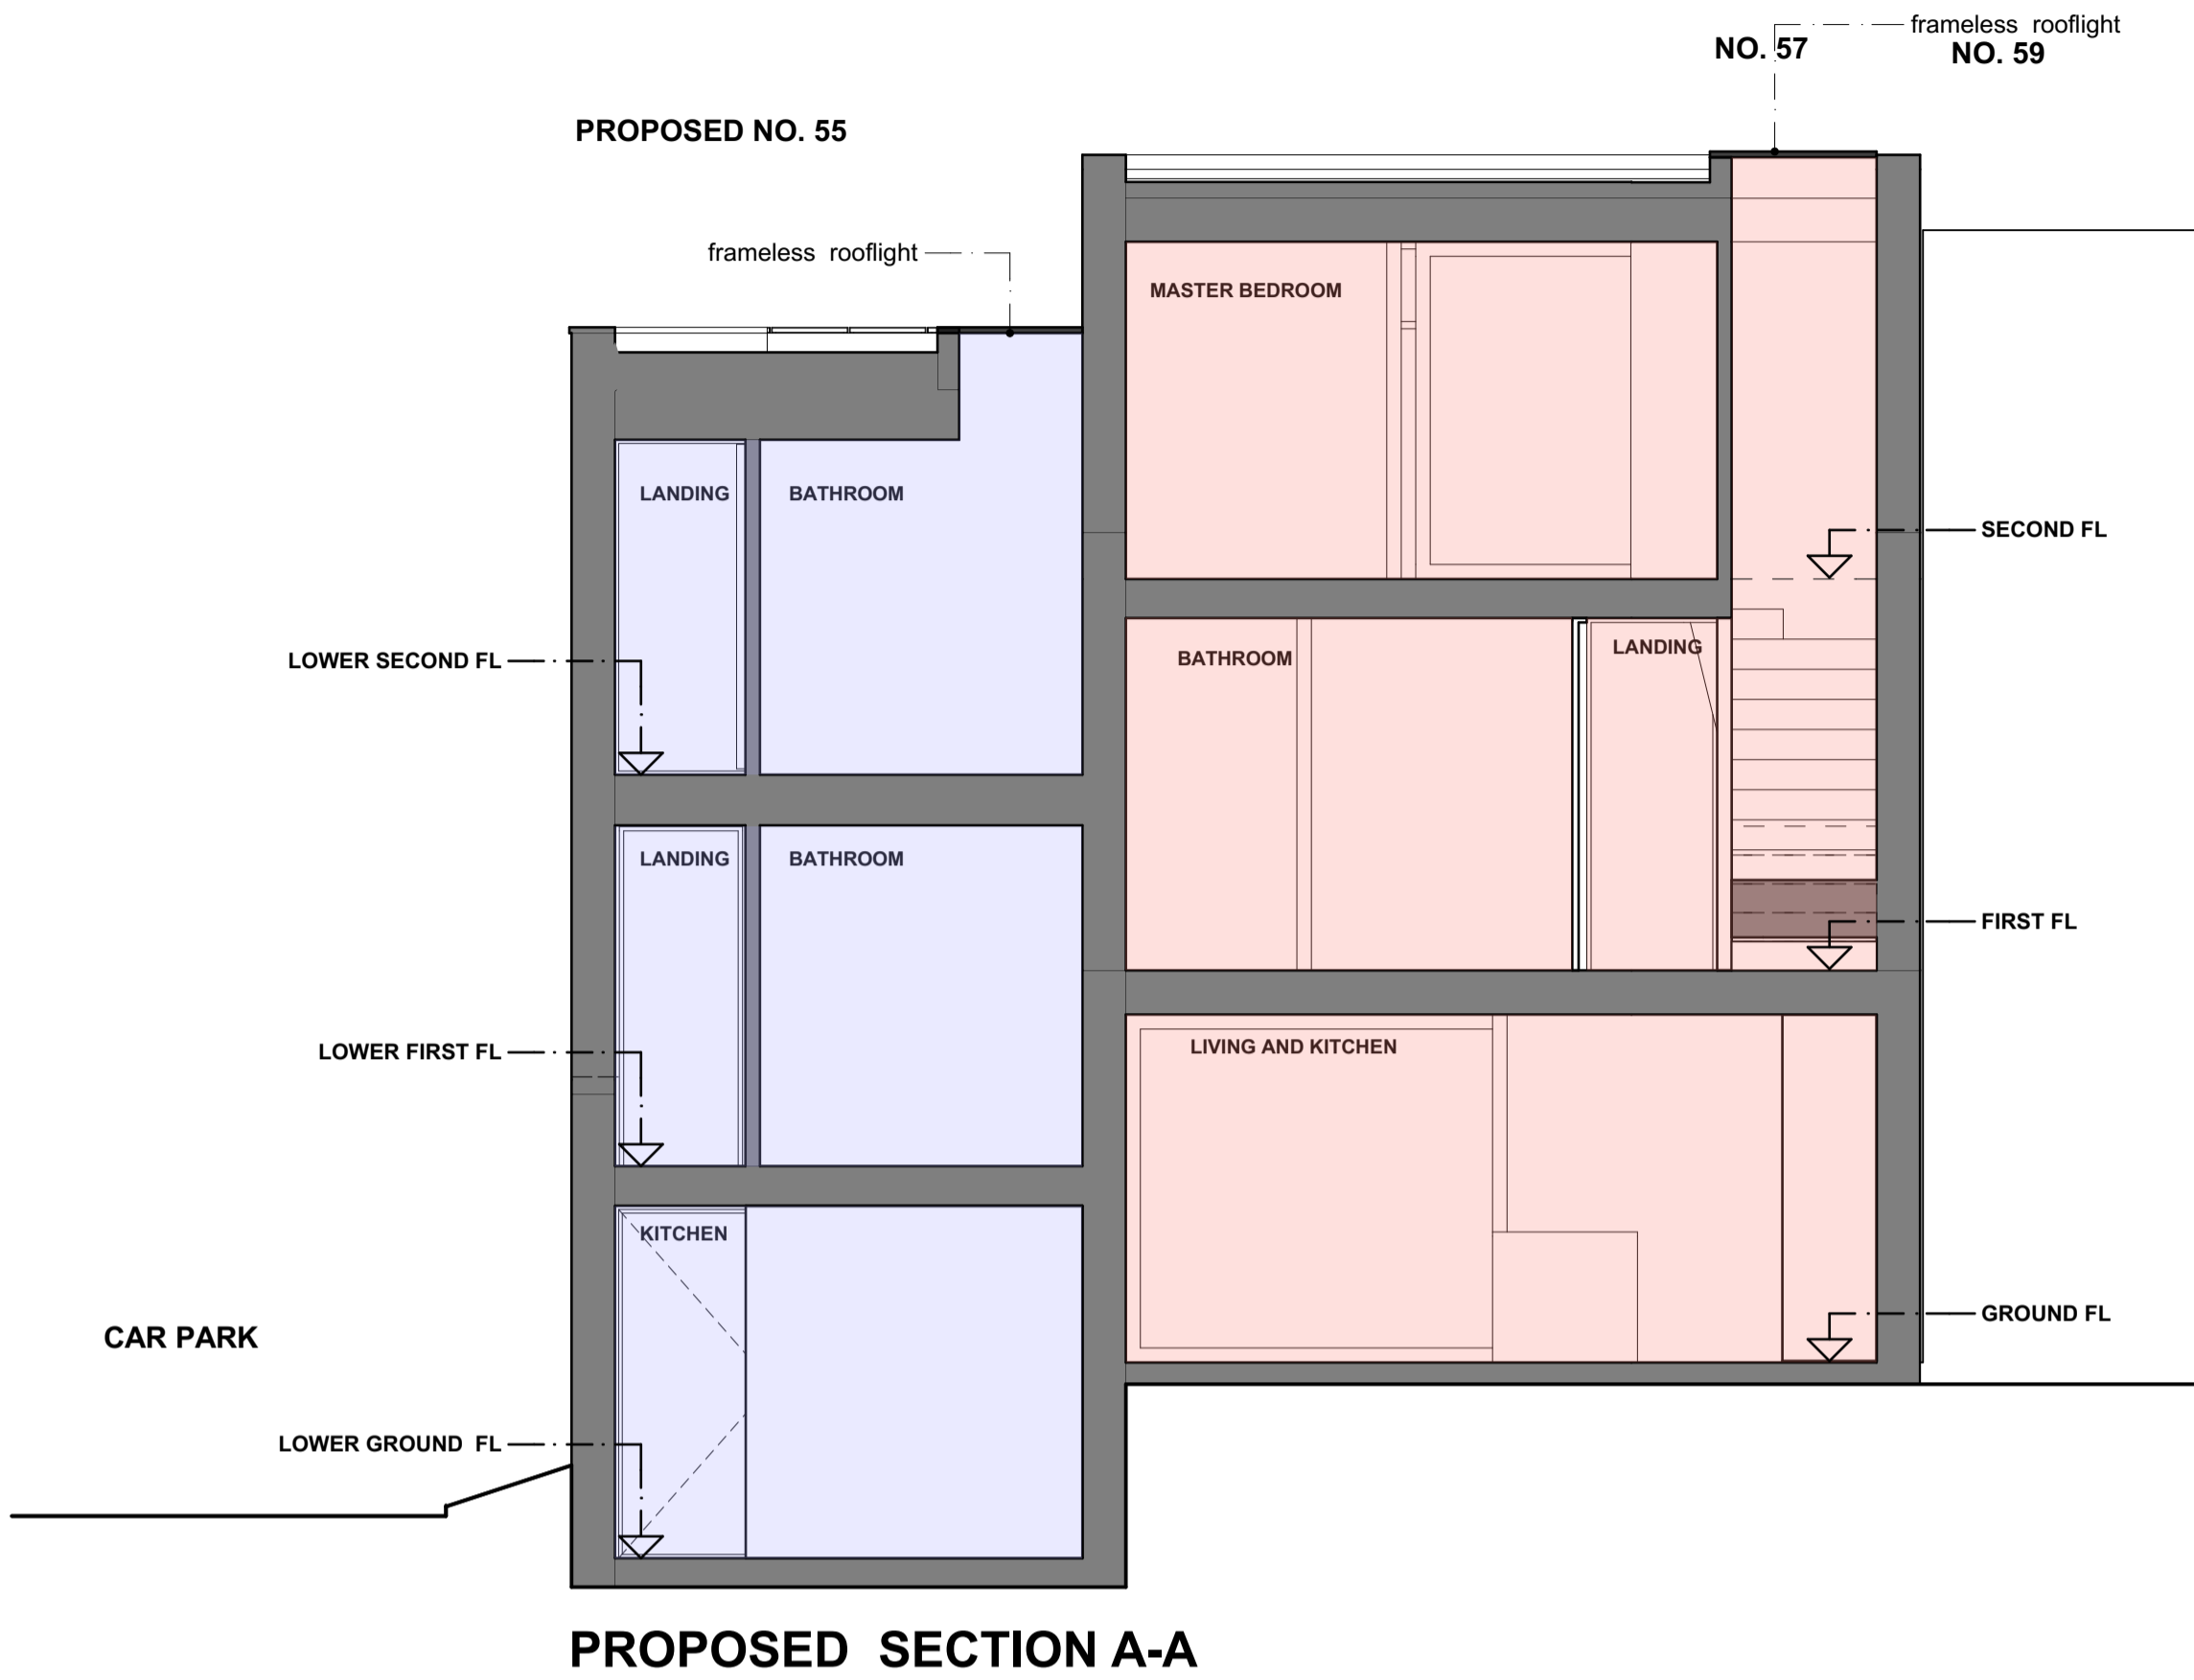 frameless rooflight
NO. 57
NO. 59
PROPOSED NO. 55
frameless rooflight
MASTER BEDROOM
LANDING
BATHROOM
SECOND FL
LOWER SECOND FL
BATHROOM
LANDING
LANDING
BATHROOM
FIRST FL
LOWER FIRST FL
LIVING AND KITCHEN
KITCHEN
GROUND FL
CAR PARK
LOWER GROUND FL
PROPOSED SECTION A-A